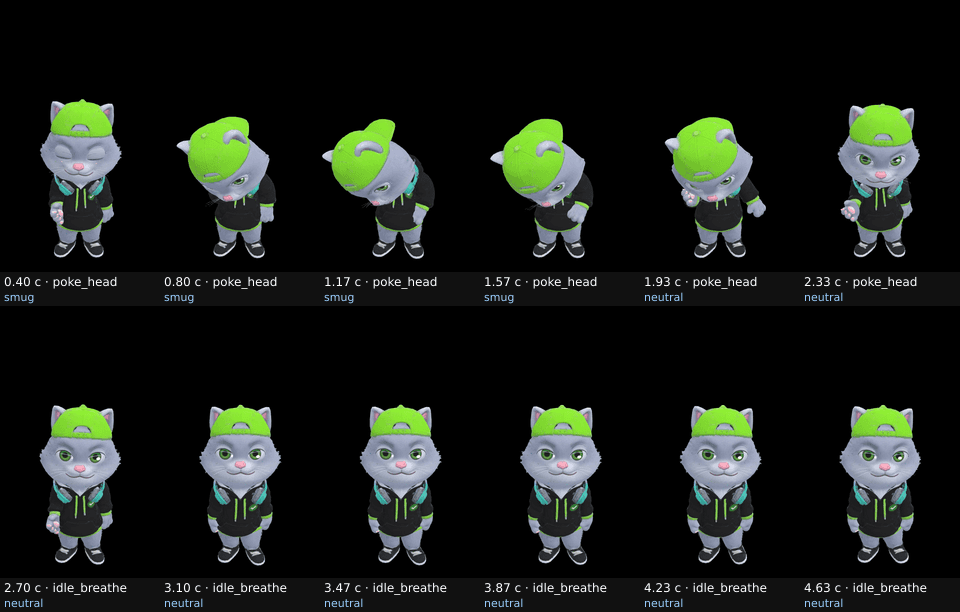 0.40 с · poke_head
smug
0.80 с · poke_head
smug
1.17 с · poke_head
smug
1.57 с · poke_head
smug
1.93 с · poke_head
neutral
2.33 с · poke_head
neutral
2.70 с · idle_breathe
neutral
3.10 с · idle_breathe
neutral
3.47 с · idle_breathe
neutral
3.87 с · idle_breathe
neutral
4.23 с · idle_breathe
neutral
4.63 с · idle_breathe
neutral